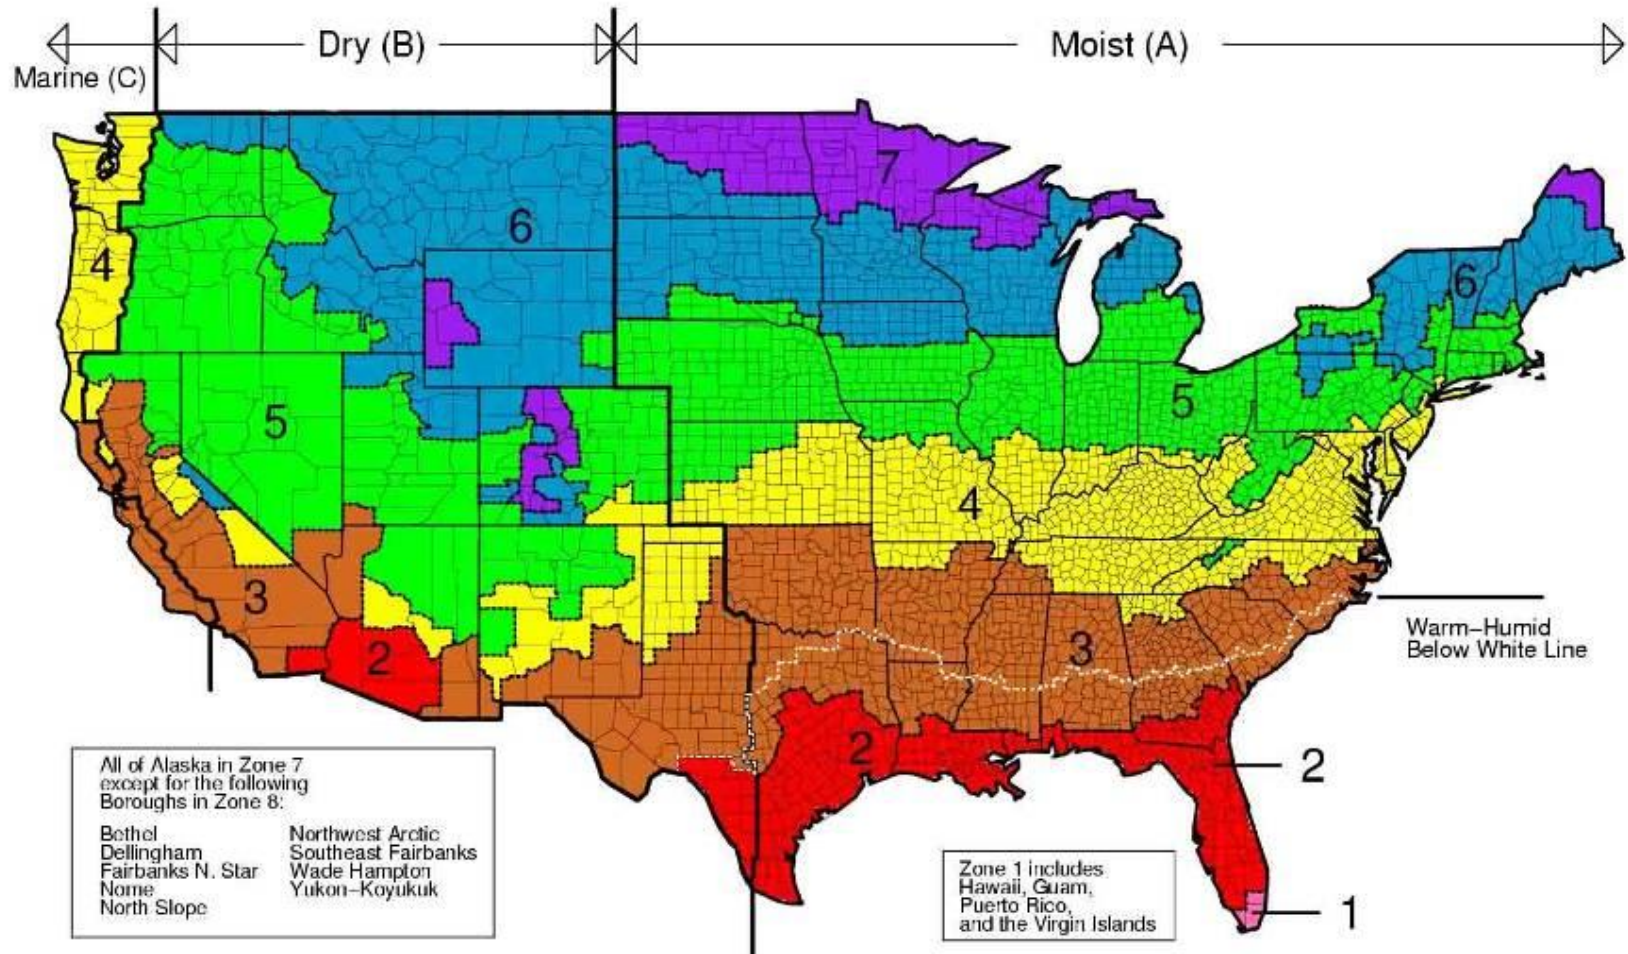 Dry (B)
Moist (A)
Marine (C)
7
6
4
6
5
5
4
3
3
2
2
Warm-Humid
Below White Line
2
1
All of Alaska in Zone 7
except for the following
Boroughs in Zone 8:
Bethel Northwest Arctic
Dellingham Southeast Fairbanks
Fairbanks N. Star Wade Hampton
Nome Yukon-Koyukuk
North Slope
Zone 1 includes
Hawaii, Guam,
Puerto Rico,
and the Virgin Islands